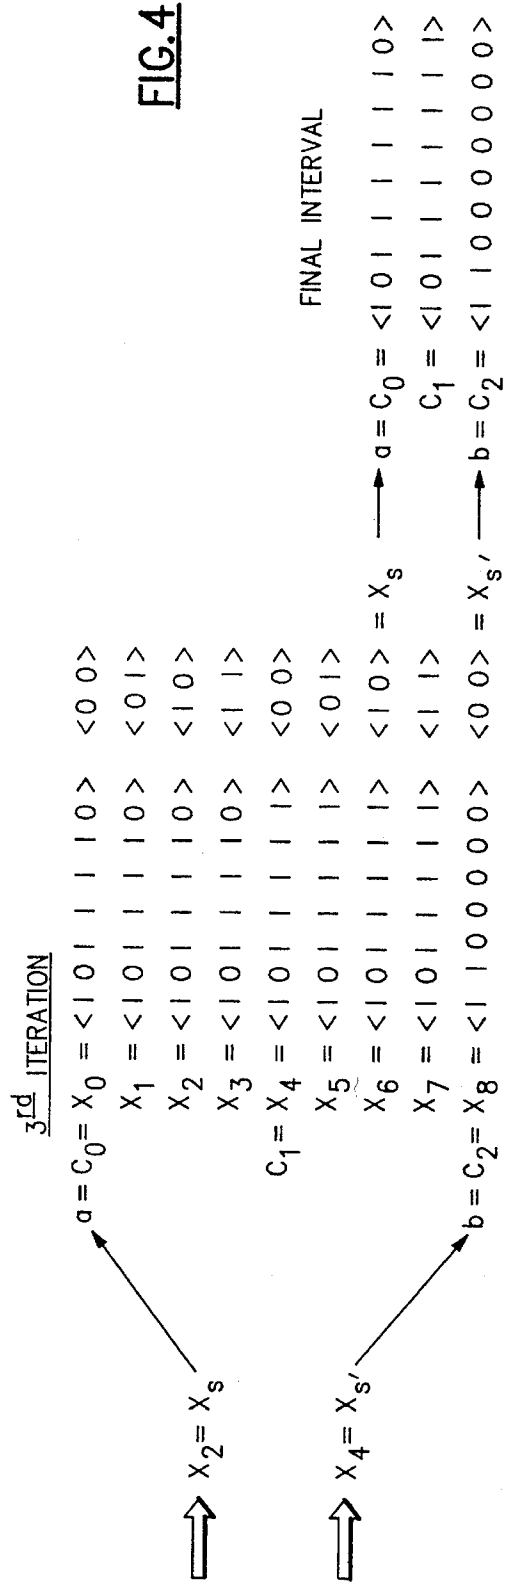 FIG.4
3rd ITERATION
a = C0 = X0 = <1 0 1 1 1 1 0> <0 0>
X1 = <1 0 1 1 1 1 0> <0 1>
X2 = <1 0 1 1 1 1 0> <1 0>
X3 = <1 0 1 1 1 1 0> <1 1>
C1 = X4 = <1 0 1 1 1 1 1> <0 0>
X5 = <1 0 1 1 1 1 1> <0 1>
X6 = <1 0 1 1 1 1 1> <1 0> = Xs
X7 = <1 0 1 1 1 1 1> <1 1>
b = C2 = X8 = <1 1 0 0 0 0 0> <0 0> = Xs'
X2 = Xs
X4 = Xs'
FINAL INTERVAL
a = C0 = <1 0 1 1 1 1 1 1 0>
C1 = <1 0 1 1 1 1 1 1 1>
b = C2 = <1 1 0 0 0 0 0 0 0>